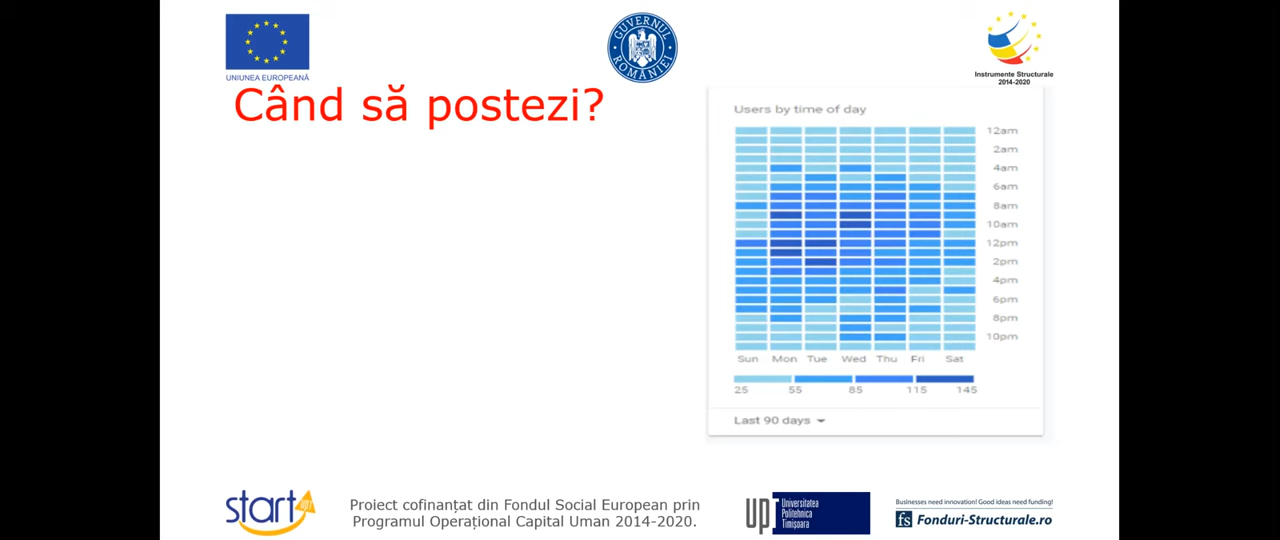 UNIUNEA EUROPEANĂ
GUVERNUL ROMÂNIEI
Instrumente Structurale
2014-2020
Când să postezi?
Users by time of day
12am
2am
4am
6am
8am
10am
12pm
2pm
4pm
6pm
8pm
10pm
Sun Mon Tue Wed Thu Fri Sat
25 55 85 115 145
Last 90 days
start up!
Proiect cofinanțat din Fondul Social European prin
Programul Operațional Capital Uman 2014-2020.
UPT
Universitatea
Politehnica
Timișoara
Businesses need innovation! Good ideas need funding!
fs Fonduri-Structurale.ro